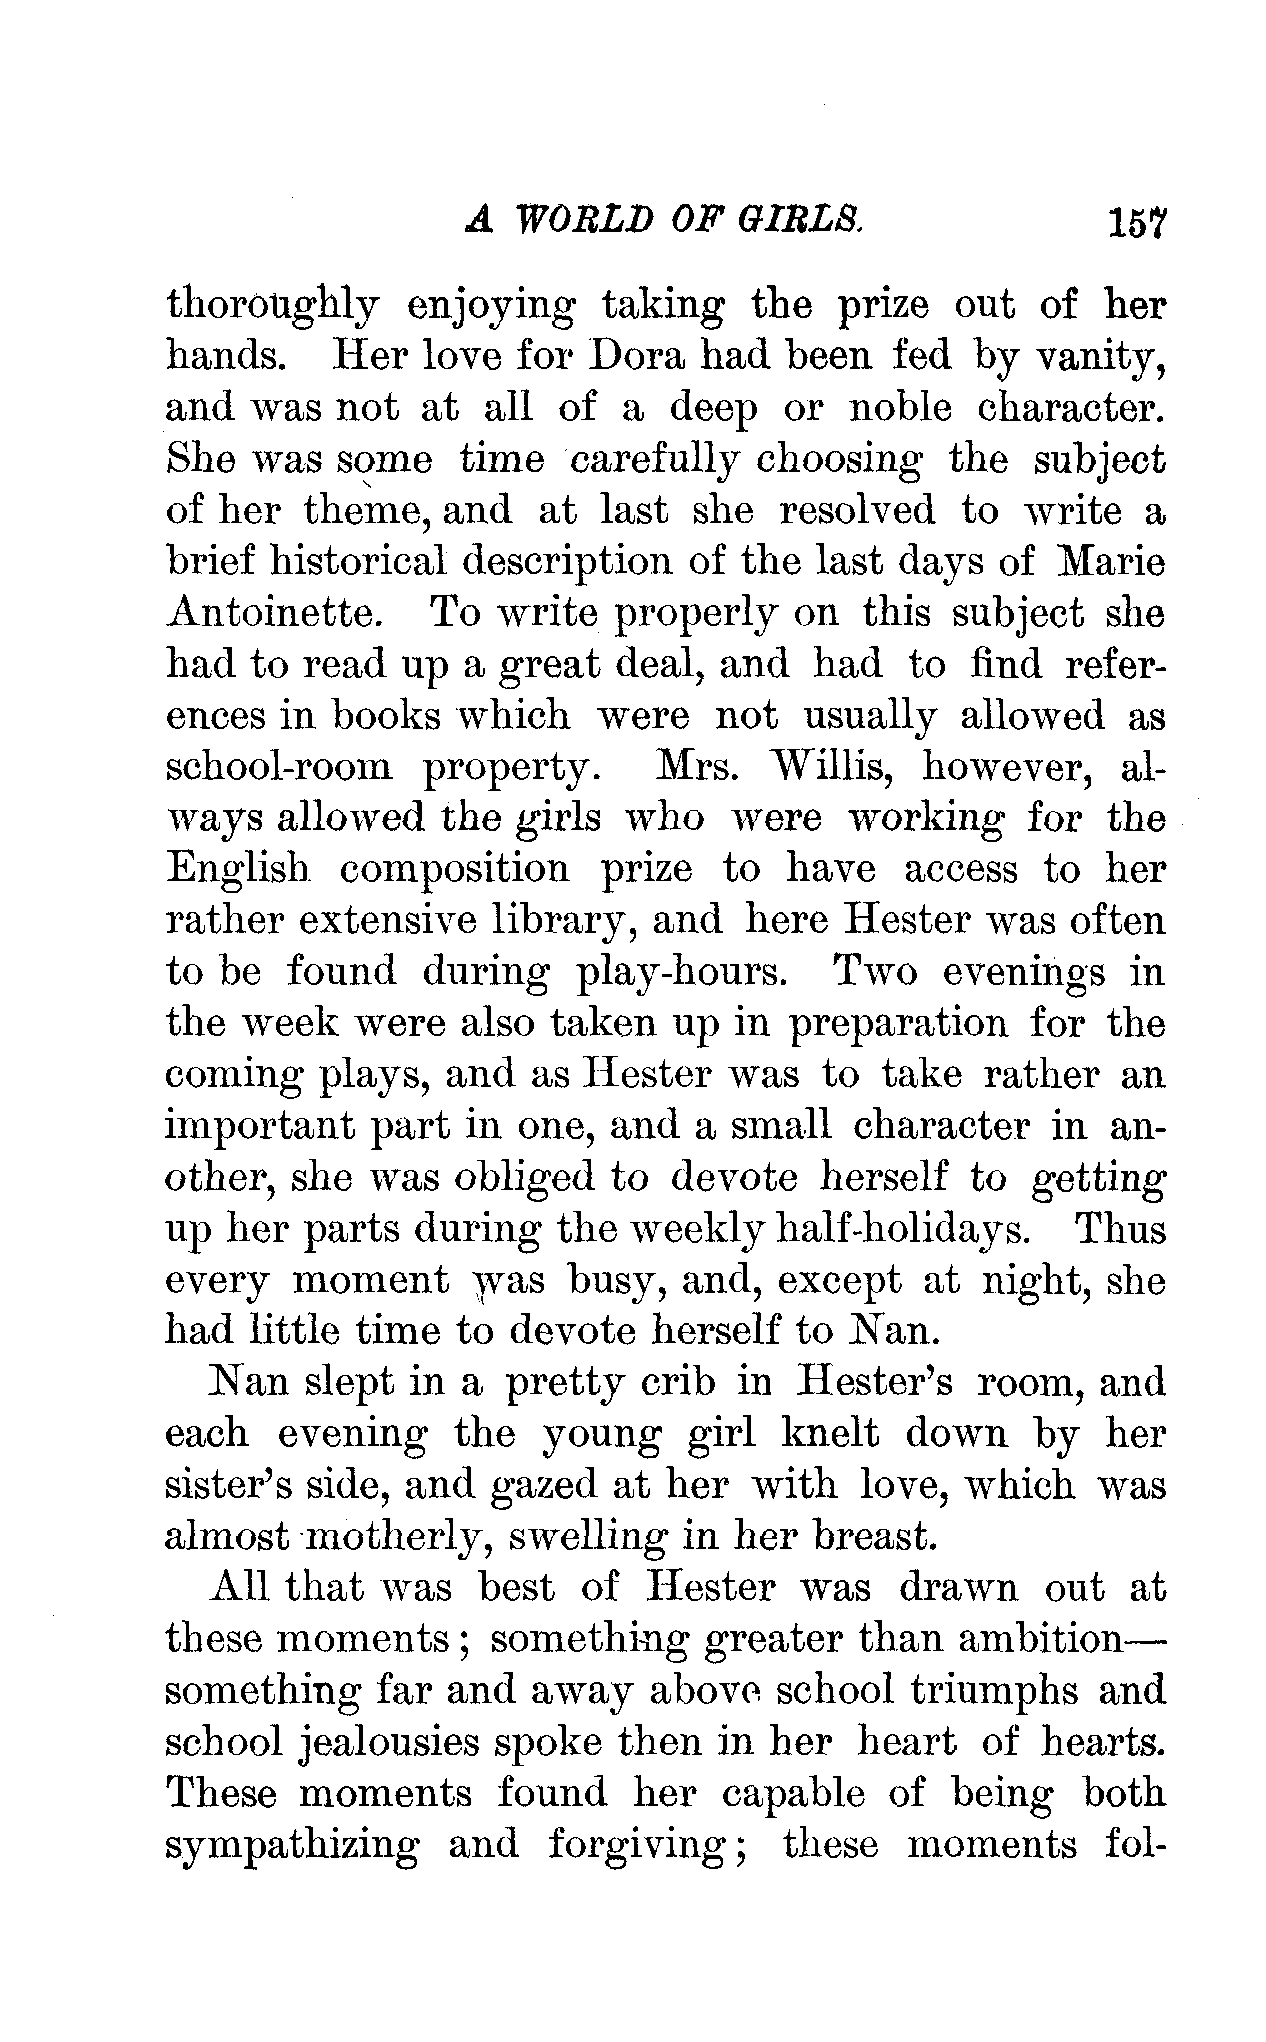 A WORLD OF GIRLS. 157
thoroughly enjoying taking the prize out of her
hands. Her love for Dora had been fed by vanity,
and was not at all of a deep or noble character.
She was some time carefully choosing the subject
of her theme, and at last she resolved to write a
brief historical description of the last days of Marie
Antoinette. To write properly on this subject she
had to read up a great deal, and had to find refer-
ences in books which were not usually allowed as
school-room property. Mrs. Willis, however, al-
ways allowed the girls who were working for the
English composition prize to have access to her
rather extensive library, and here Hester was often
to be found during play-hours. Two evenings in
the week were also taken up in preparation for the
coming plays, and as Hester was to take rather an
important part in one, and a small character in an-
other, she was obliged to devote herself to getting
up her parts during the weekly half-holidays. Thus
every moment was busy, and, except at night, she
had little time to devote herself to Nan.
Nan slept in a pretty crib in Hester's room, and
each evening the young girl knelt down by her
sister's side, and gazed at her with love, which was
almost motherly, swelling in her breast.
All that was best of Hester was drawn out at
these moments; something greater than ambition—
something far and away above school triumphs and
school jealousies spoke then in her heart of hearts.
These moments found her capable of being both
sympathizing and forgiving; these moments fol-